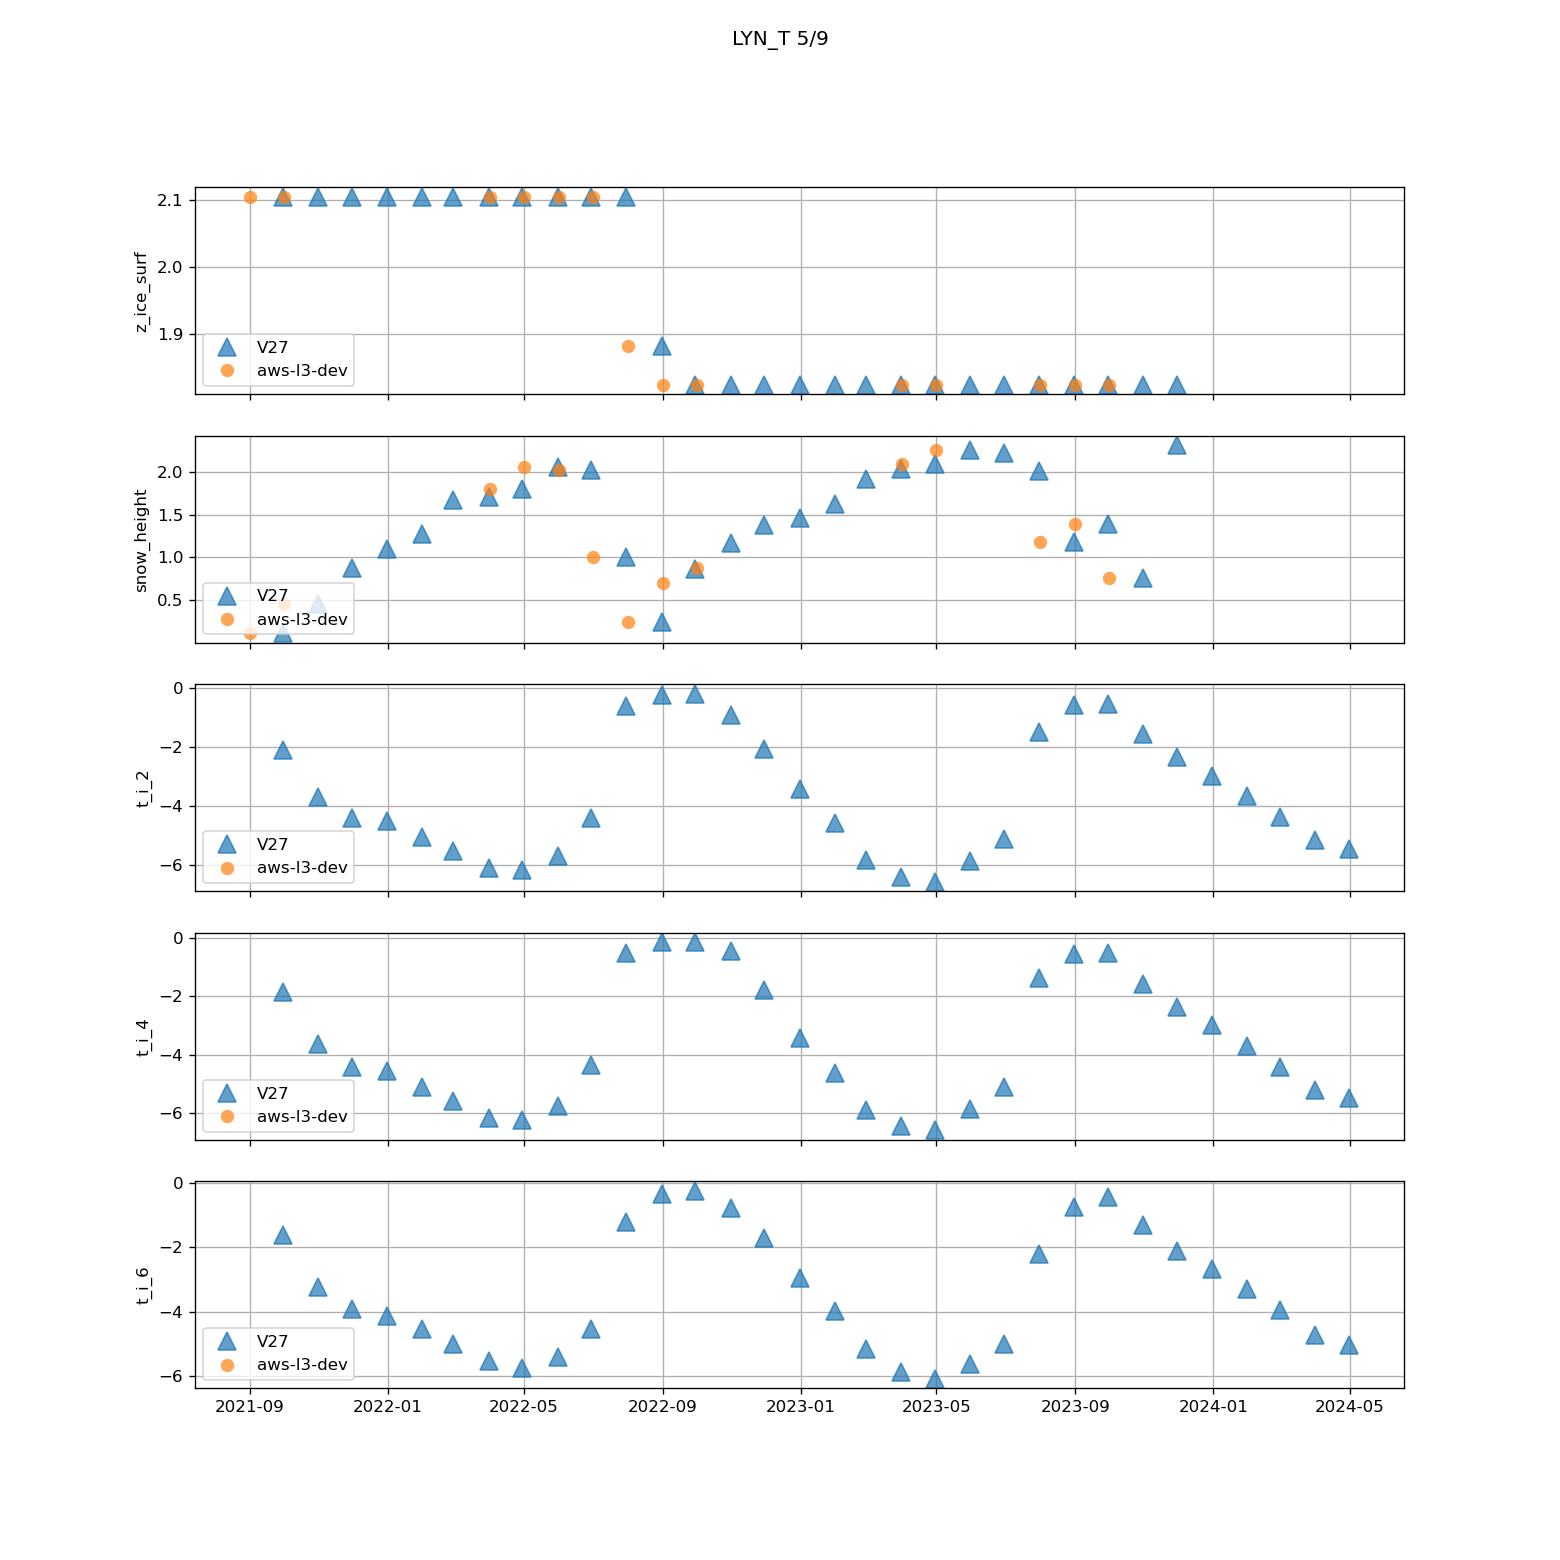 LYN_T 5/9
2.1
2.0
1.9
z_ice_surf
V27
aws-l3-dev
2.0
1.5
1.0
0.5
snow_height
V27
aws-l3-dev
0
−2
−4
−6
t_i_2
V27
aws-l3-dev
0
−2
−4
−6
t_i_4
V27
aws-l3-dev
0
−2
−4
−6
t_i_6
V27
aws-l3-dev
2021-09 2022-01 2022-05 2022-09 2023-01 2023-05 2023-09 2024-01 2024-05